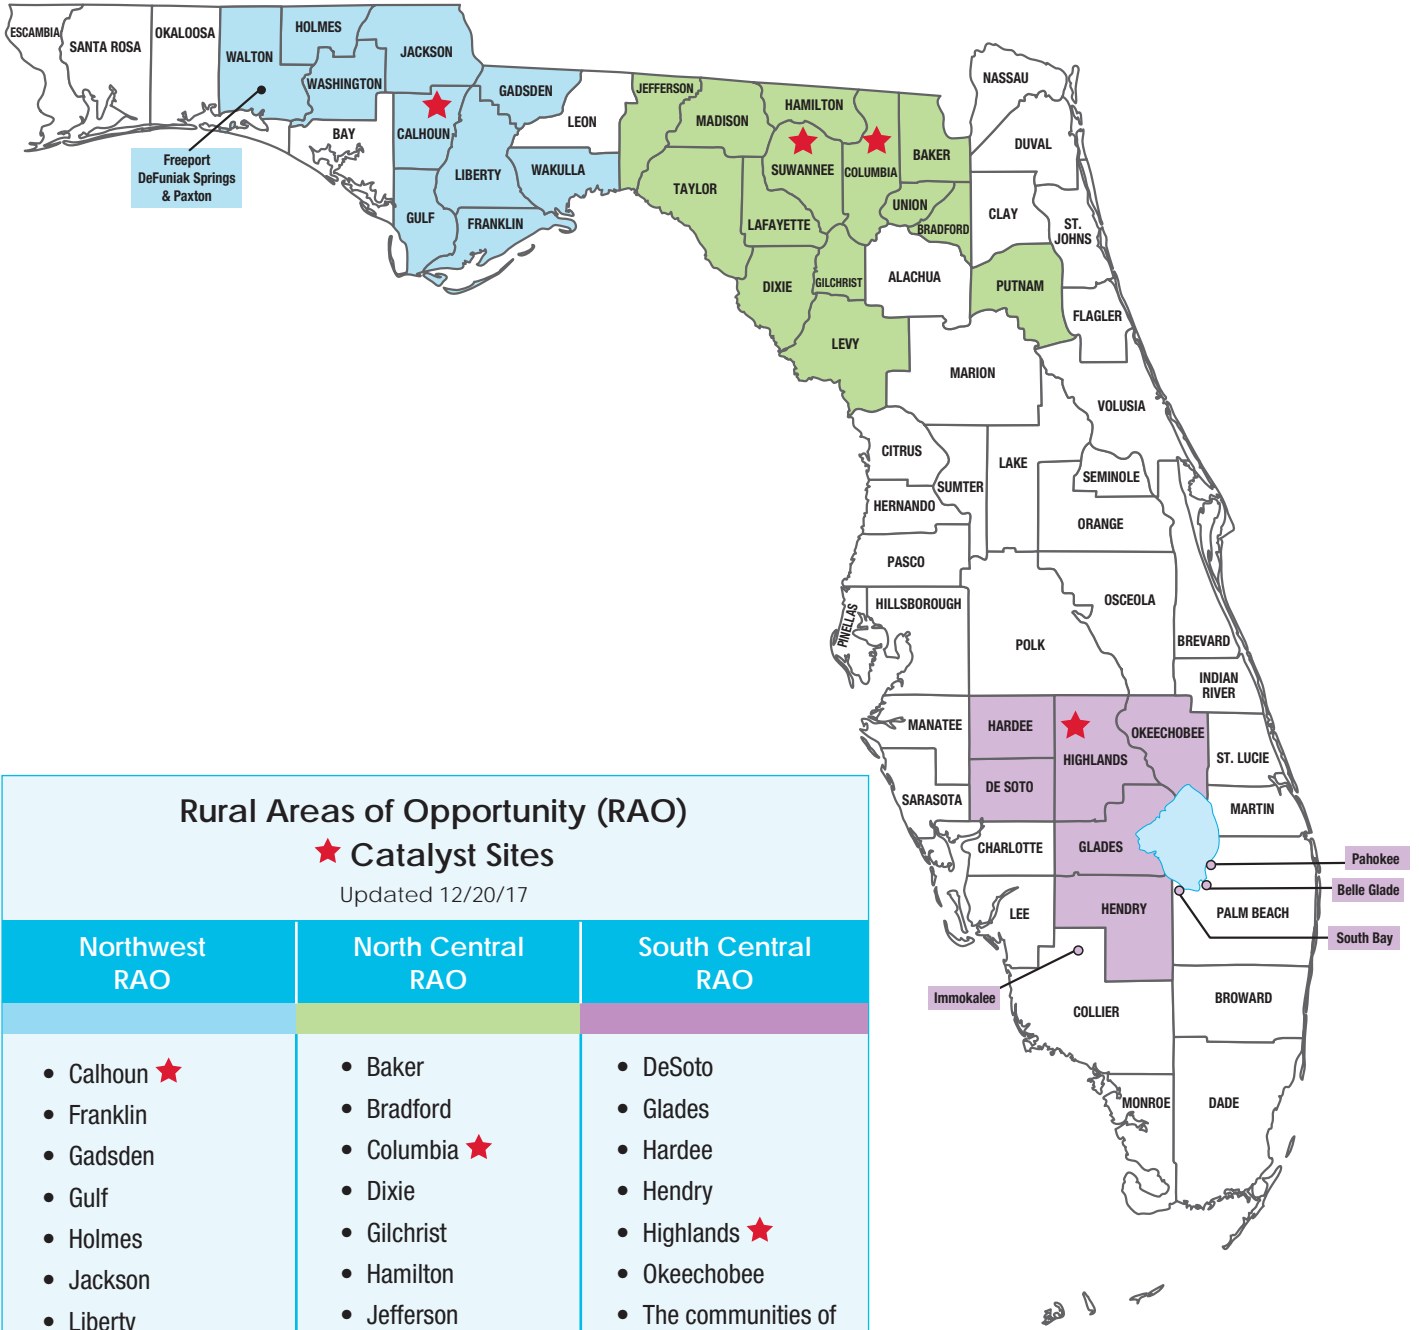 ESCAMBIA
SANTA ROSA
OKALOOSA
WALTON
HOLMES
WASHINGTON
JACKSON
BAY
CALHOUN
GADSDEN
LEON
LIBERTY
WAKULLA
GULF
FRANKLIN
Freeport
DeFuniak Springs
& Paxton
JEFFERSON
MADISON
HAMILTON
TAYLOR
SUWANNEE
COLUMBIA
BAKER
LAFAYETTE
UNION
BRADFORD
DIXIE
GILCHRIST
ALACHUA
LEVY
NASSAU
DUVAL
CLAY
ST.
JOHNS
PUTNAM
FLAGLER
MARION
VOLUSIA
CITRUS
SUMTER
LAKE
SEMINOLE
HERNANDO
ORANGE
PASCO
OSCEOLA
HILLSBOROUGH
PINELLAS
POLK
BREVARD
INDIAN
RIVER
MANATEE
HARDEE
HIGHLANDS
OKEECHOBEE
ST. LUCIE
SARASOTA
DE SOTO
MARTIN
CHARLOTTE
GLADES
Pahokee
Belle Glade
LEE
HENDRY
PALM BEACH
South Bay
Immokalee
COLLIER
BROWARD
MONROE
DADE
Rural Areas of Opportunity (RAO)
Catalyst Sites
Updated 12/20/17
Northwest
RAO
• Calhoun
• Franklin
• Gadsden
• Gulf
• Holmes
• Jackson
• Liberty
North Central
RAO
• Baker
• Bradford
• Columbia
• Dixie
• Gilchrist
• Hamilton
• Jefferson
South Central
RAO
• DeSoto
• Glades
• Hardee
• Hendry
• Highlands
• Okeechobee
• The communities of